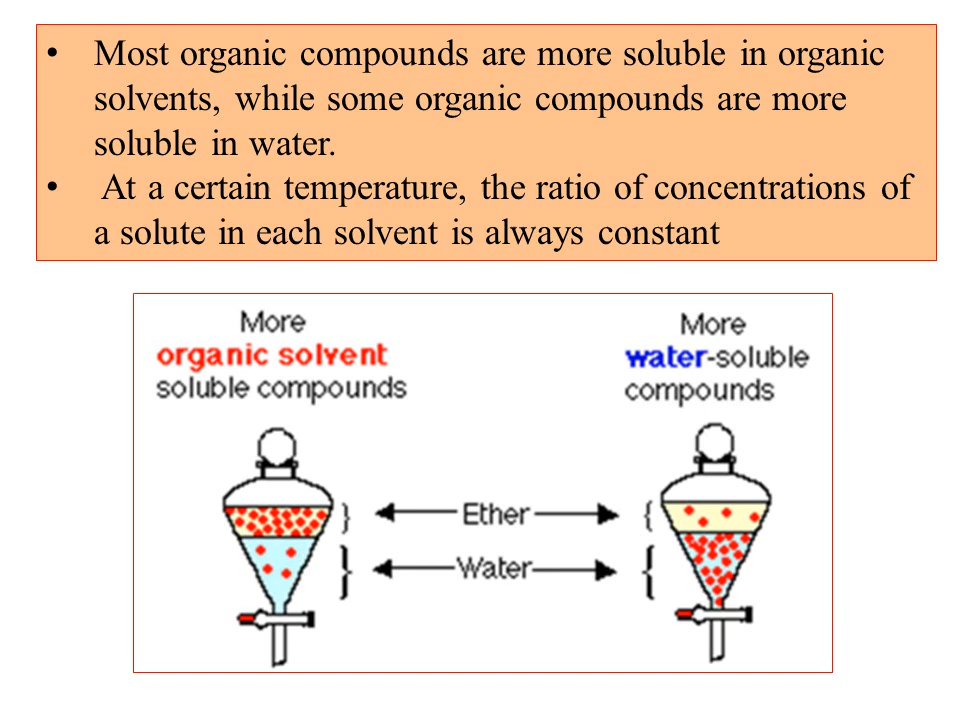 • Most organic compounds are more soluble in organic
solvents, while some organic compounds are more
soluble in water.
• At a certain temperature, the ratio of concentrations of
a solute in each solvent is always constant
More
organic solvent
soluble compounds
More
water-soluble
compounds
} Ether {
} Water {